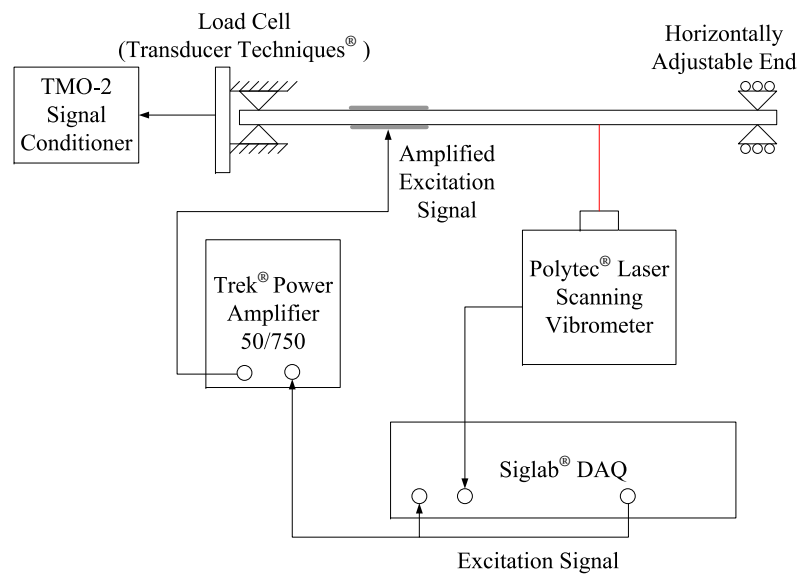 Load Cell
(Transducer Techniques® )
Horizontally
Adjustable End
TMO-2
Signal
Conditioner
Amplified
Excitation
Signal
Trek® Power
Amplifier
50/750
Polytec® Laser
Scanning
Vibrometer
Siglab® DAQ
Excitation Signal